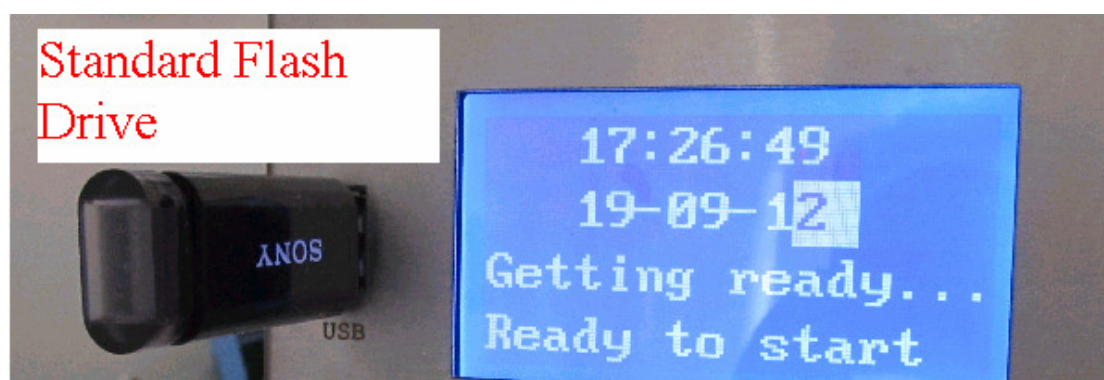 Standard Flash
Drive
SONY
USB
17:26:49
19-09-12
Getting ready...
Ready to start